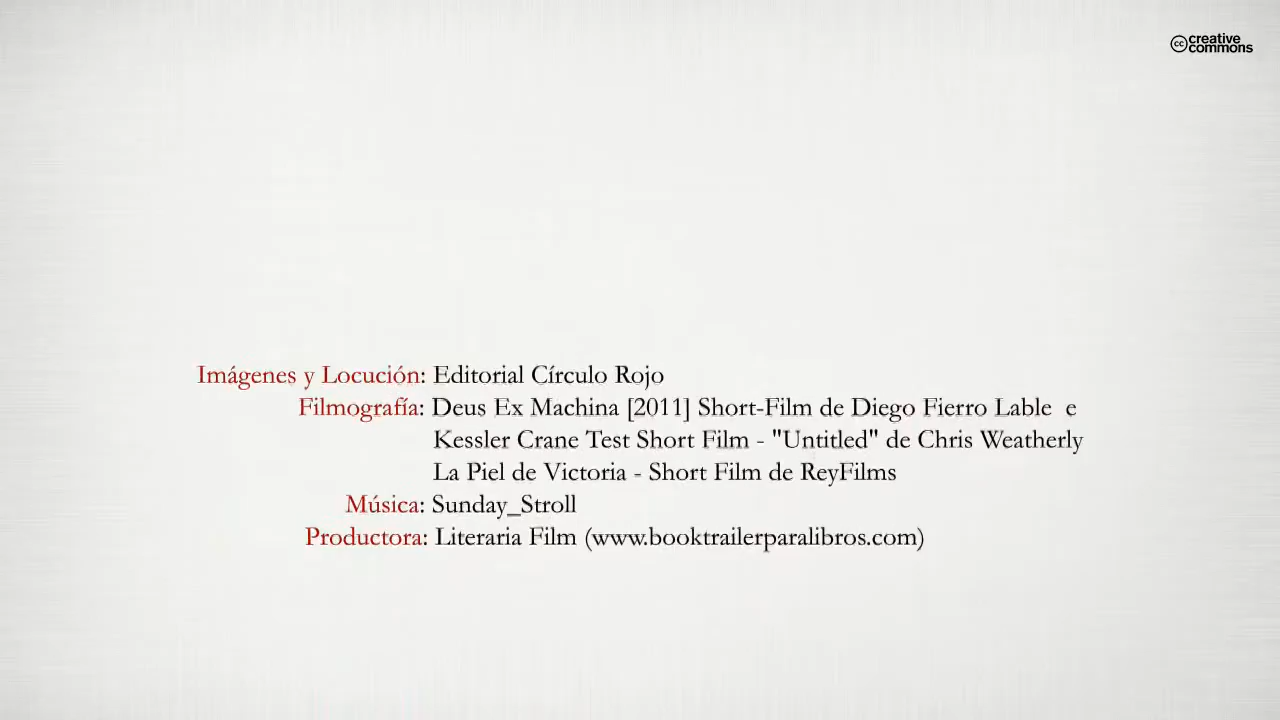 cc creative
commons
Imágenes y Locución: Editorial Círculo Rojo
Filmografía: Deus Ex Machina [2011] Short-Film de Diego Fierro Lable e
Kessler Crane Test Short Film - "Untitled" de Chris Weatherly
La Piel de Victoria - Short Film de ReyFilms
Música: Sunday_Stroll
Productora: Literaria Film (www.booktrailerparalibros.com)